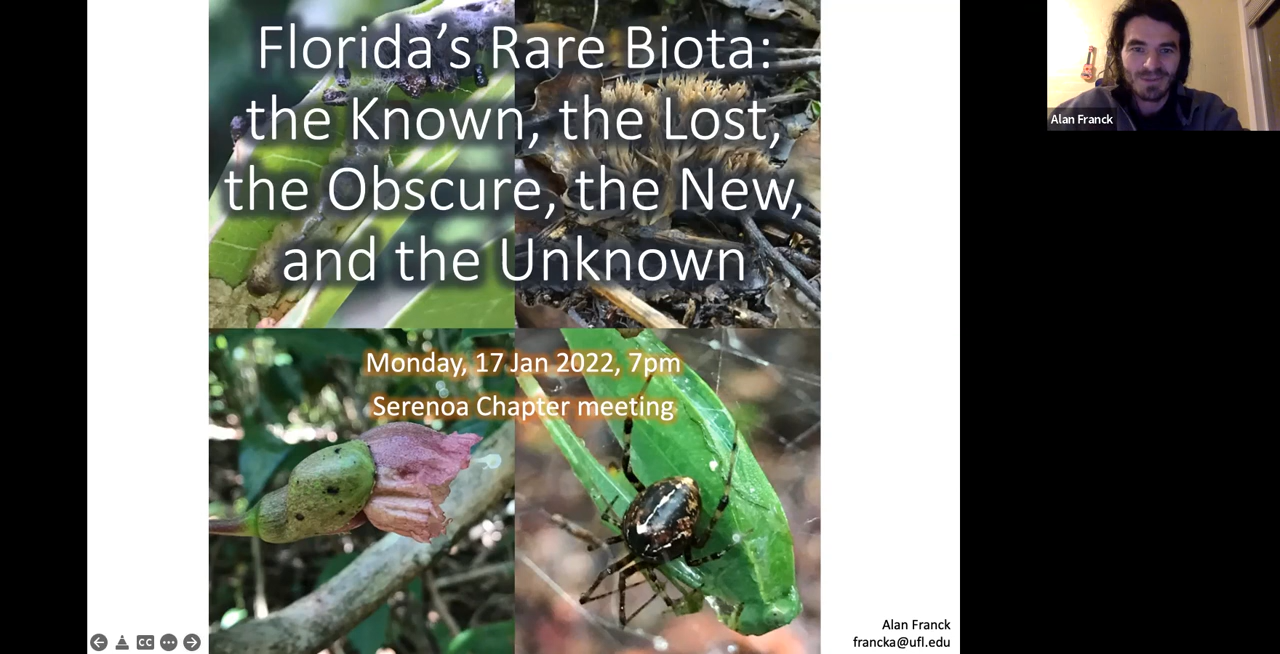 Florida’s Rare Biota:
the Known, the Lost,
the Obscure, the New,
and the Unknown
Monday, 17 Jan 2022, 7pm
Serenoa Chapter meeting
Alan Franck
francka@ufl.edu
Alan Franck
CC